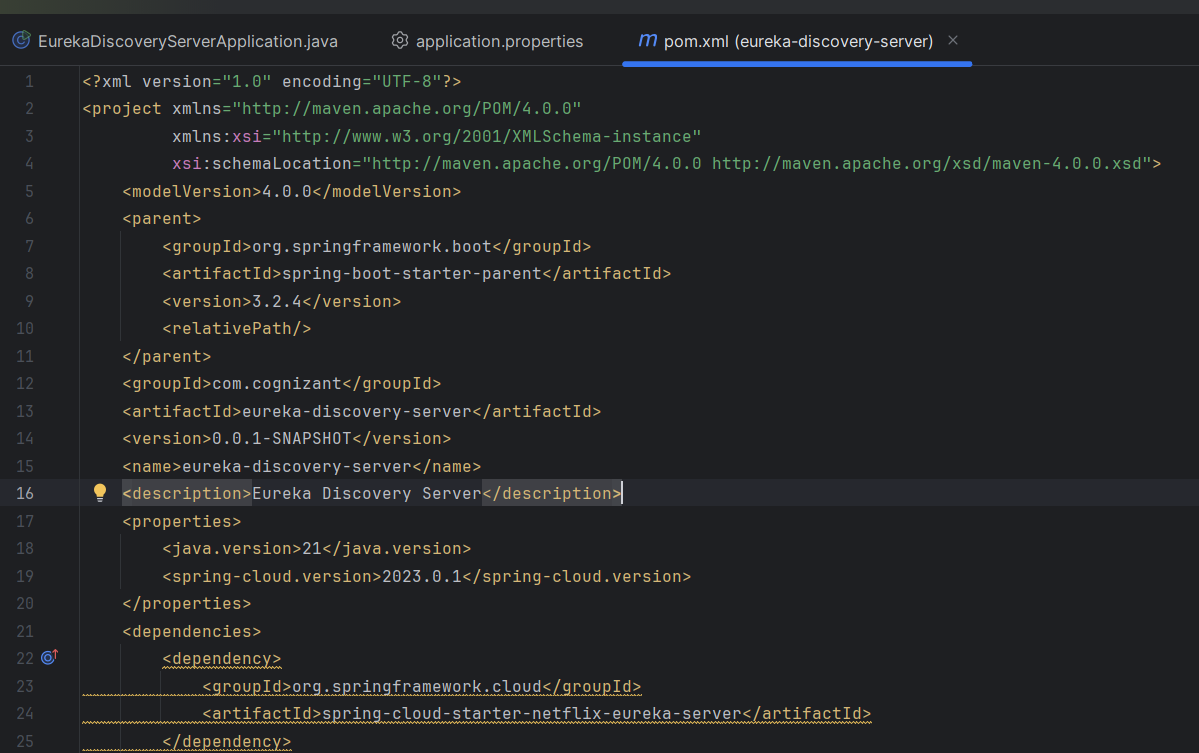 EurekaDiscoveryServerApplication.java application.properties m pom.xml (eureka-discovery-server)
1 <?xml version="1.0" encoding="UTF-8"?>
2 <project xmlns="http://maven.apache.org/POM/4.0.0"
3 xmlns:xsi="http://www.w3.org/2001/XMLSchema-instance"
4 xsi:schemaLocation="http://maven.apache.org/POM/4.0.0 http://maven.apache.org/xsd/maven-4.0.0.xsd">
5 <modelVersion>4.0.0</modelVersion>
6 <parent>
7 <groupId>org.springframework.boot</groupId>
8 <artifactId>spring-boot-starter-parent</artifactId>
9 <version>3.2.4</version>
10 <relativePath/>
11 </parent>
12 <groupId>com.cognizant</groupId>
13 <artifactId>eureka-discovery-server</artifactId>
14 <version>0.0.1-SNAPSHOT</version>
15 <name>eureka-discovery-server</name>
16 <description>Eureka Discovery Server</description>
17 <properties>
18 <java.version>21</java.version>
19 <spring-cloud.version>2023.0.1</spring-cloud.version>
20 </properties>
21 <dependencies>
22 <dependency>
23 <groupId>org.springframework.cloud</groupId>
24 <artifactId>spring-cloud-starter-netflix-eureka-server</artifactId>
25 </dependency>